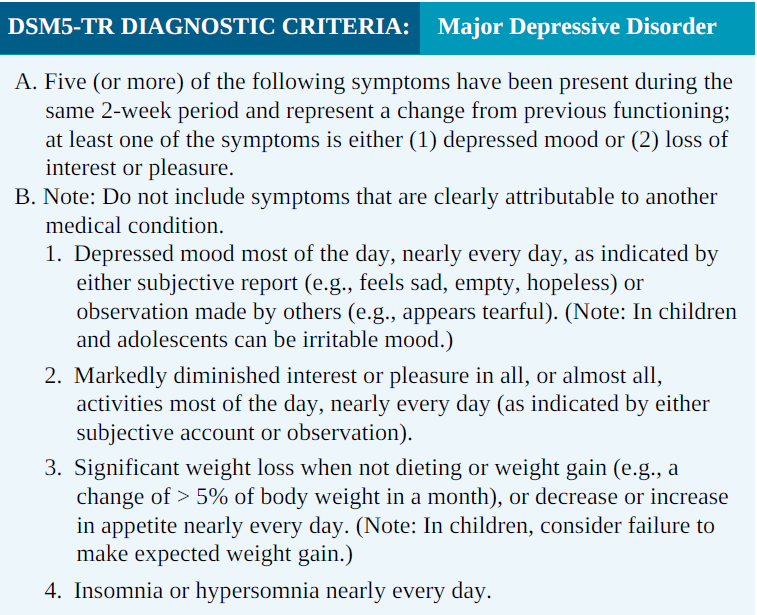 DSM5-TR DIAGNOSTIC CRITERIA: Major Depressive Disorder
A. Five (or more) of the following symptoms have been present during the
same 2-week period and represent a change from previous functioning;
at least one of the symptoms is either (1) depressed mood or (2) loss of
interest or pleasure.
B. Note: Do not include symptoms that are clearly attributable to another
medical condition.
1. Depressed mood most of the day, nearly every day, as indicated by
either subjective report (e.g., feels sad, empty, hopeless) or
observation made by others (e.g., appears tearful). (Note: In children
and adolescents can be irritable mood.)
2. Markedly diminished interest or pleasure in all, or almost all,
activities most of the day, nearly every day (as indicated by either
subjective account or observation).
3. Significant weight loss when not dieting or weight gain (e.g., a
change of > 5% of body weight in a month), or decrease or increase
in appetite nearly every day. (Note: In children, consider failure to
make expected weight gain.)
4. Insomnia or hypersomnia nearly every day.